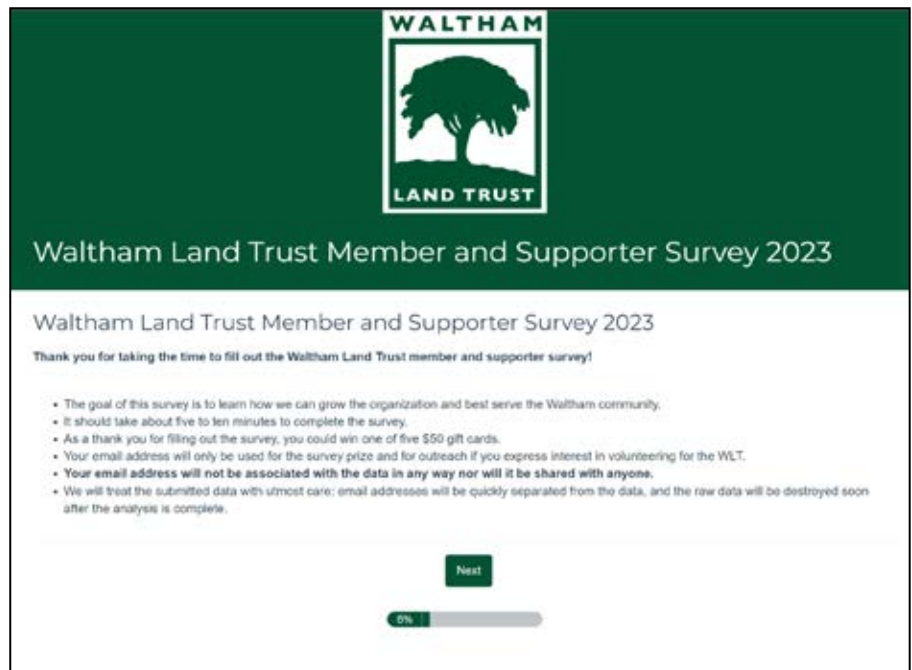 WALTHAM
LAND TRUST
Waltham Land Trust Member and Supporter Survey 2023
Waltham Land Trust Member and Supporter Survey 2023
Thank you for taking the time to fill out the Waltham Land Trust member and supporter survey!
• The goal of this survey is to learn how we can grow the organization and best serve the Waltham community.
• It should take about five to ten minutes to complete the survey.
• As a thank you for filling out the survey, you could win one of five $50 gift cards.
• Your email address will only be used for the survey prize and for outreach if you express interest in volunteering for the WLT.
• Your email address will not be associated with the data in any way nor will it be shared with anyone.
• We will treat the submitted data with utmost care; email addresses will be quickly separated from the data, and the raw data will be destroyed soon
after the analysis is complete.
Next